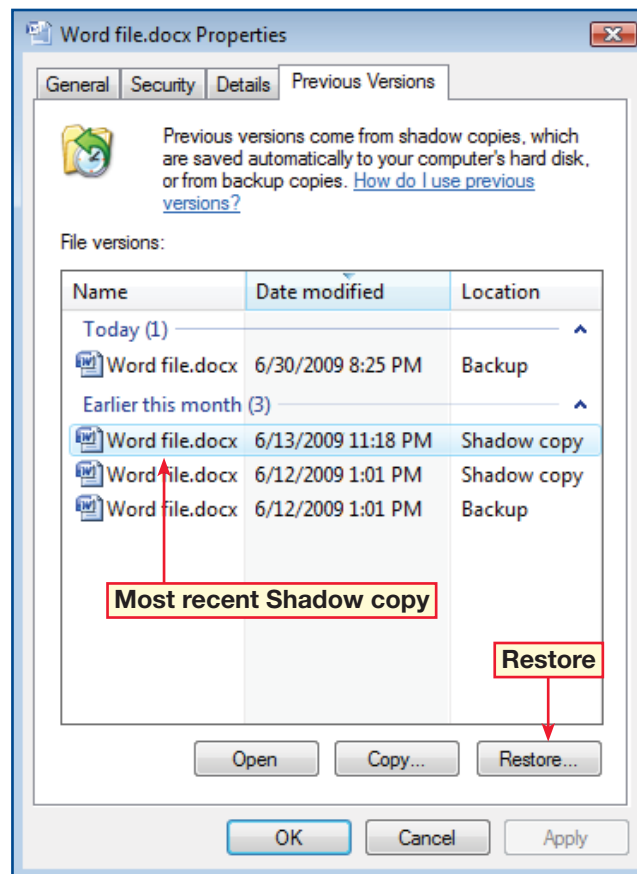 Word file.docx Properties
General Security Details Previous Versions
Previous versions come from shadow copies, which
are saved automatically to your computer's hard disk,
or from backup copies. How do I use previous
versions?
File versions:
Name Date modified Location
Today (1)
Word file.docx 6/30/2009 8:25 PM Backup
Earlier this month (3)
Word file.docx 6/13/2009 11:18 PM Shadow copy
Word file.docx 6/12/2009 1:01 PM Shadow copy
Word file.docx 6/12/2009 1:01 PM Backup
Most recent Shadow copy
Restore
Open Copy... Restore...
OK Cancel Apply